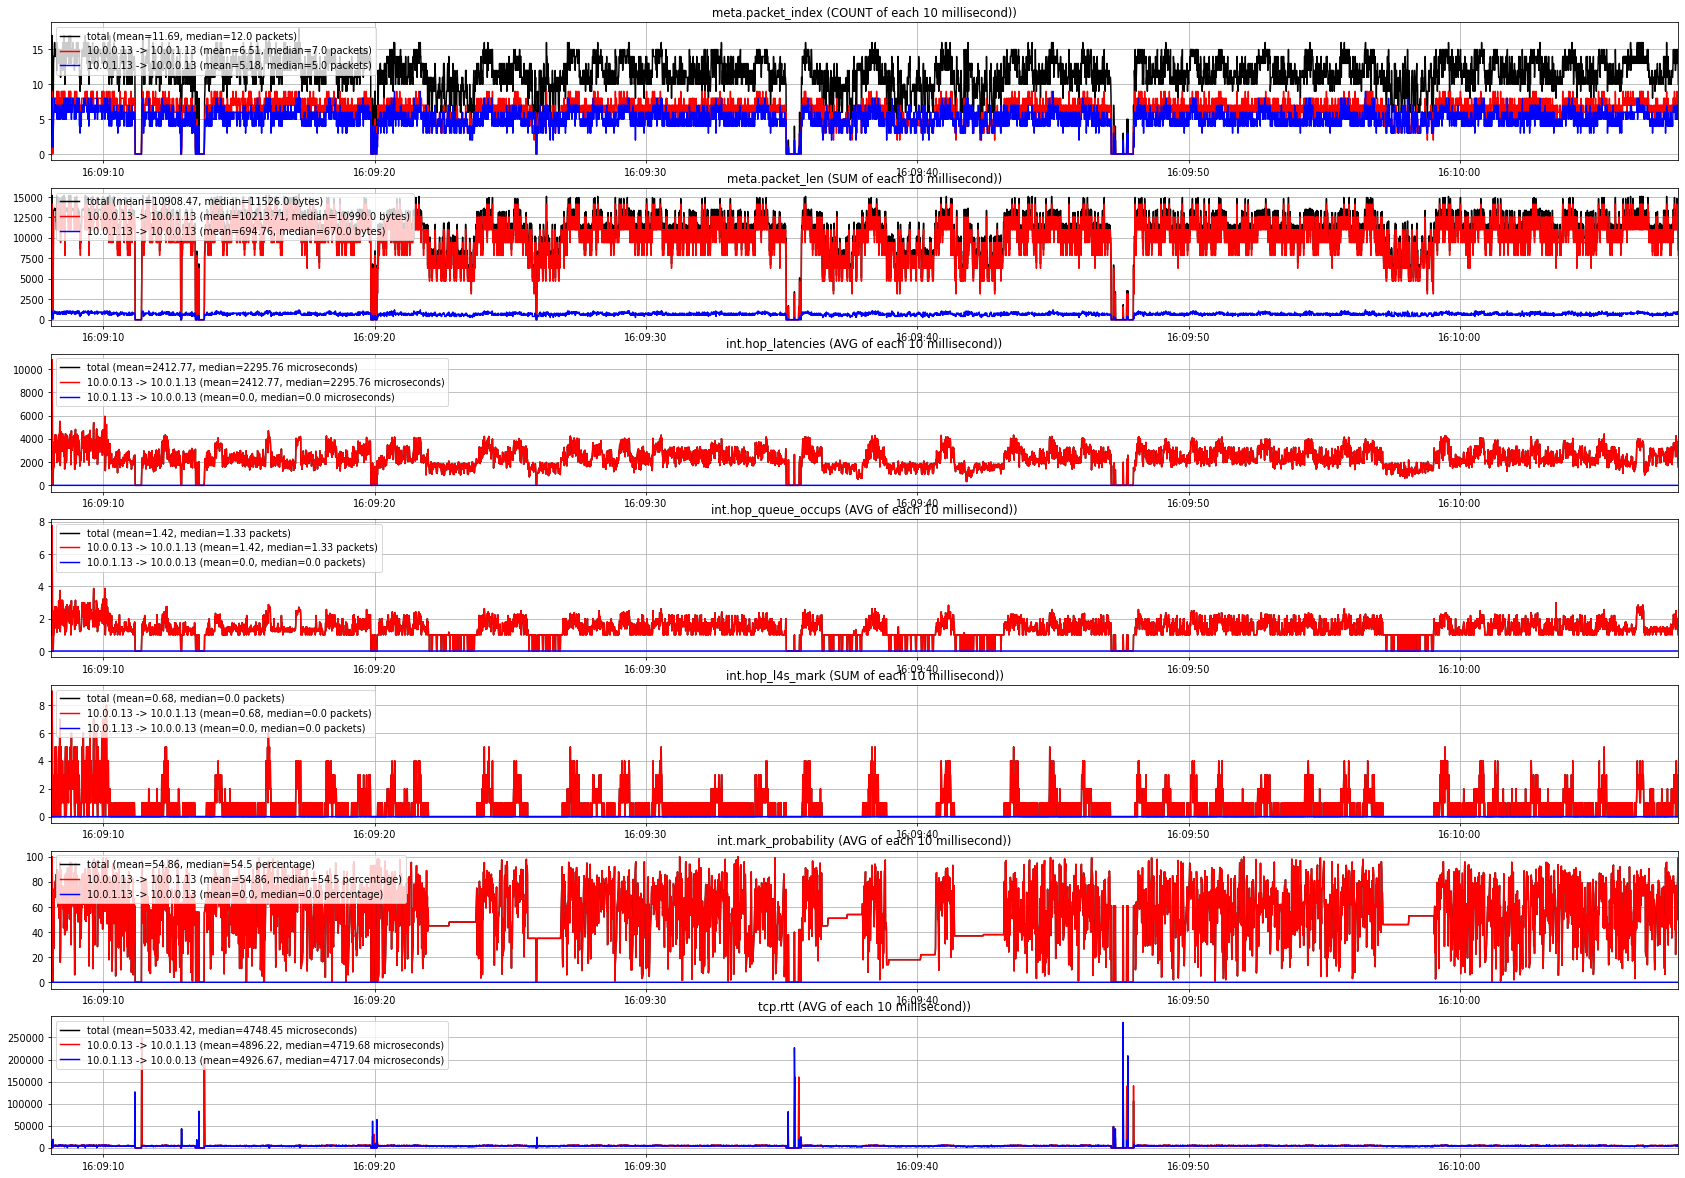 meta.packet_index (COUNT of each 10 millisecond))
total (mean=11.69, median=12.0 packets)
10.0.0.13 -> 10.0.1.13 (mean=6.51, median=7.0 packets)
10.0.1.13 -> 10.0.0.13 (mean=5.18, median=5.0 packets)
15
10
5
0
16:09:10 16:09:20 16:09:30 16:09:40 16:09:50 16:10:00
meta.packet_len (SUM of each 10 millisecond))
total (mean=10908.47, median=11526.0 bytes)
10.0.0.13 -> 10.0.1.13 (mean=10213.71, median=10990.0 bytes)
10.0.1.13 -> 10.0.0.13 (mean=694.76, median=670.0 bytes)
15000
12500
10000
7500
5000
2500
0
16:09:10 16:09:20 16:09:30 16:09:40 16:09:50 16:10:00
int.hop_latencies (AVG of each 10 millisecond))
total (mean=2412.77, median=2295.76 microseconds)
10.0.0.13 -> 10.0.1.13 (mean=2412.77, median=2295.76 microseconds)
10.0.1.13 -> 10.0.0.13 (mean=0.0, median=0.0 microseconds)
10000
8000
6000
4000
2000
0
16:09:10 16:09:20 16:09:30 16:09:40 16:09:50 16:10:00
int.hop_queue_occups (AVG of each 10 millisecond))
total (mean=1.42, median=1.33 packets)
10.0.0.13 -> 10.0.1.13 (mean=1.42, median=1.33 packets)
10.0.1.13 -> 10.0.0.13 (mean=0.0, median=0.0 packets)
8
6
4
2
0
16:09:10 16:09:20 16:09:30 16:09:40 16:09:50 16:10:00
int.hop_l4s_mark (SUM of each 10 millisecond))
total (mean=0.68, median=0.0 packets)
10.0.0.13 -> 10.0.1.13 (mean=0.68, median=0.0 packets)
10.0.1.13 -> 10.0.0.13 (mean=0.0, median=0.0 packets)
8
6
4
2
0
16:09:10 16:09:20 16:09:30 16:09:40 16:09:50 16:10:00
int.mark_probability (AVG of each 10 millisecond))
total (mean=54.86, median=54.5 percentage)
10.0.0.13 -> 10.0.1.13 (mean=54.86, median=54.5 percentage)
10.0.1.13 -> 10.0.0.13 (mean=0.0, median=0.0 percentage)
100
80
60
40
20
0
16:09:10 16:09:20 16:09:30 16:09:40 16:09:50 16:10:00
tcp.rtt (AVG of each 10 millisecond))
total (mean=5033.42, median=4748.45 microseconds)
10.0.0.13 -> 10.0.1.13 (mean=4896.22, median=4719.68 microseconds)
10.0.1.13 -> 10.0.0.13 (mean=4926.67, median=4717.04 microseconds)
250000
200000
150000
100000
50000
0
16:09:10 16:09:20 16:09:30 16:09:40 16:09:50 16:10:00